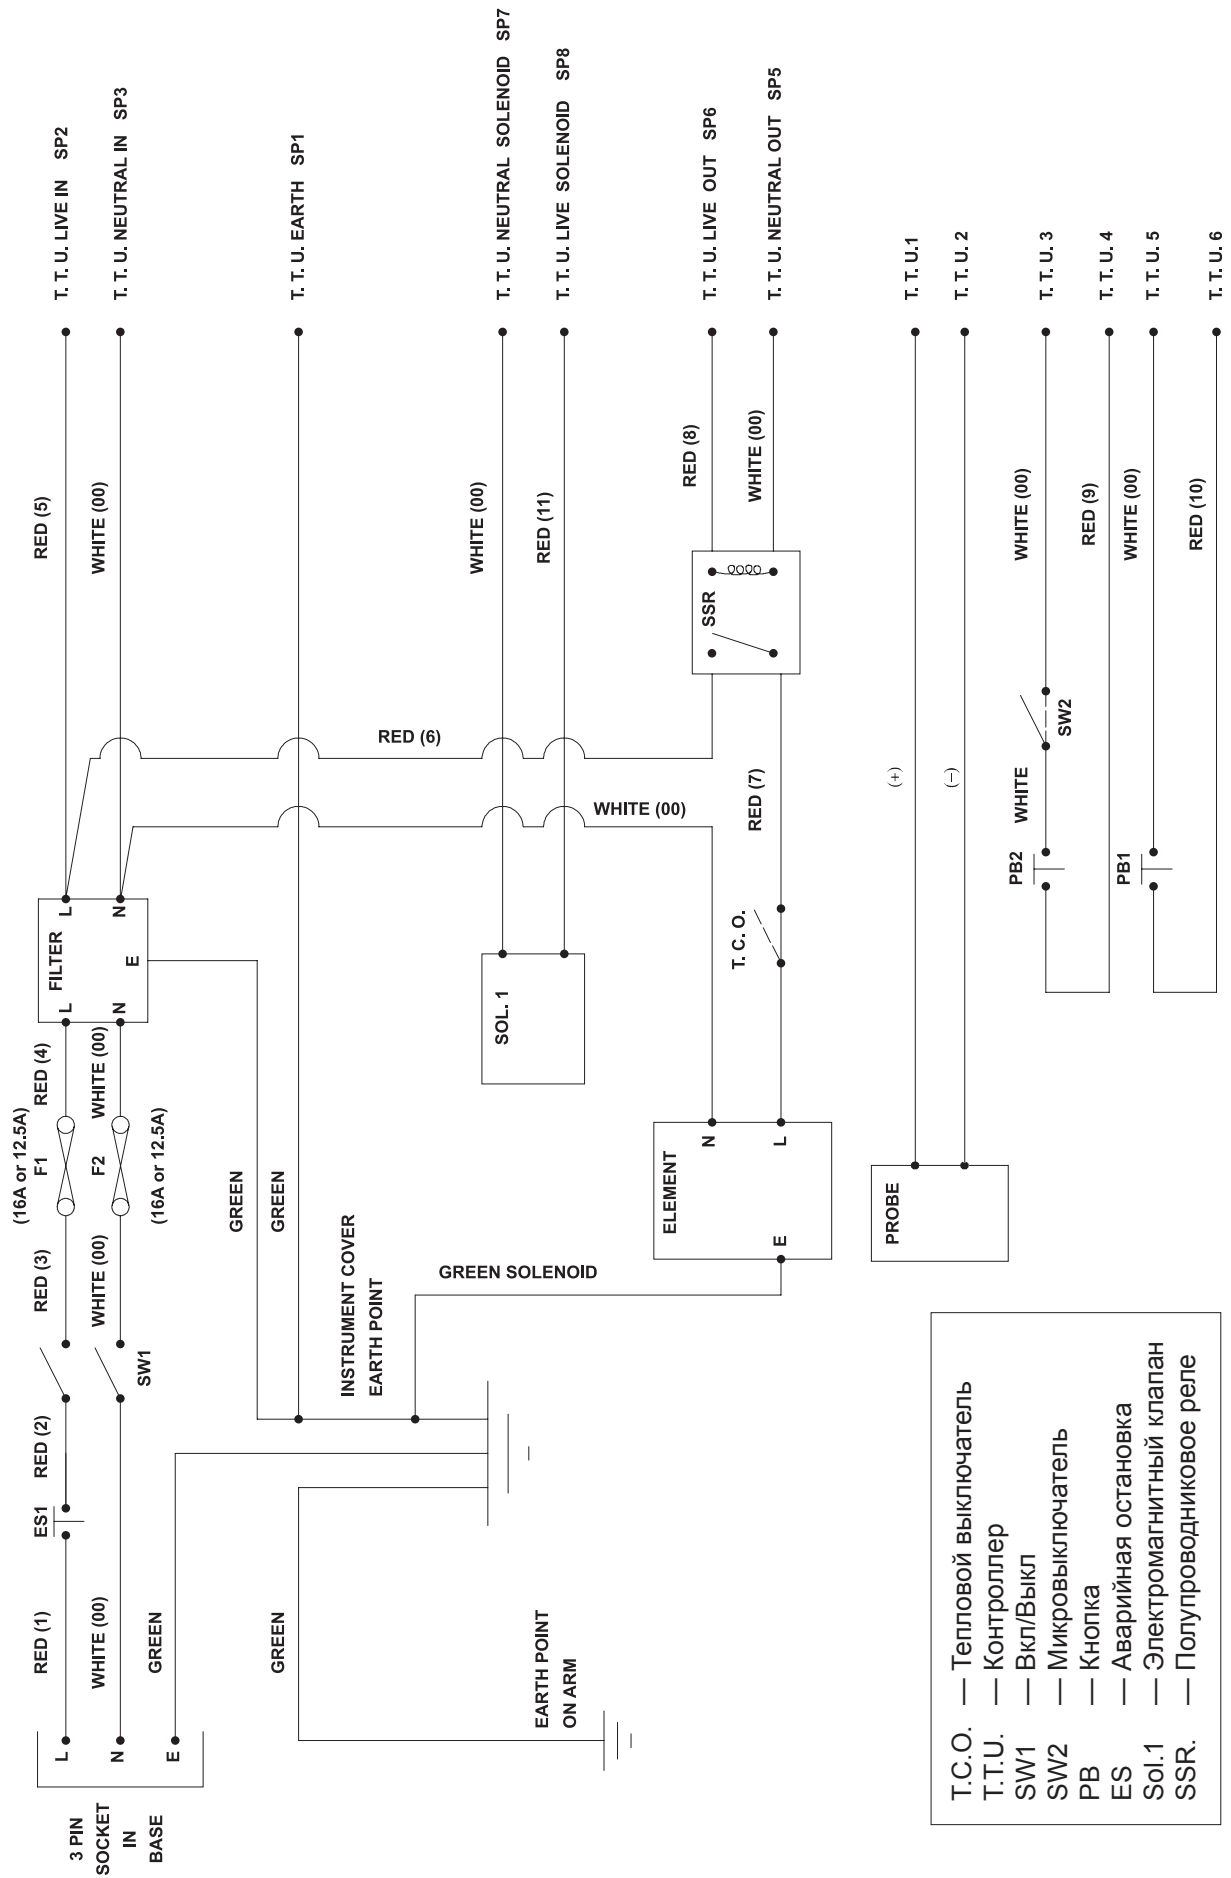 3 PIN
SOCKET
IN
BASE
L
N
E
RED (1)
WHITE (00)
GREEN
ES1
RED (2)
SW1
RED (3)
WHITE (00)
(16A or 12.5A)
F1
F2
(16A or 12.5A)
RED (4)
WHITE (00)
L
N
FILTER
E
L
N
RED (5)
WHITE (00)
T. T. U. LIVE IN SP2
T. T. U. NEUTRAL IN SP3
GREEN
GREEN
T. T. U. EARTH SP1
GREEN
EARTH POINT
ON ARM
INSTRUMENT COVER
EARTH POINT
GREEN SOLENOID
RED (6)
WHITE (00)
SOL. 1
WHITE (00)
RED (11)
T. T. U. NEUTRAL SOLENOID SP7
T. T. U. LIVE SOLENOID SP8
ELEMENT
N
L
E
T. C. O.
RED (7)
SSR
RED (8)
WHITE (00)
T. T. U. LIVE OUT SP6
T. T. U. NEUTRAL OUT SP5
PROBE
(+)
(–)
T. T. U.1
T. T. U. 2
PB2
WHITE
SW2
WHITE (00)
T. T. U. 3
RED (9)
T. T. U. 4
PB1
WHITE (00)
T. T. U. 5
RED (10)
T. T. U. 6
T.C.O. — Тепловой выключатель
T.T.U. — Контроллер
SW1 — Вкл/Выкл
SW2 — Микровыключатель
PB — Кнопка
ES — Аварийная остановка
Sol.1 — Электромагнитный клапан
SSR. — Полупроводниковое реле